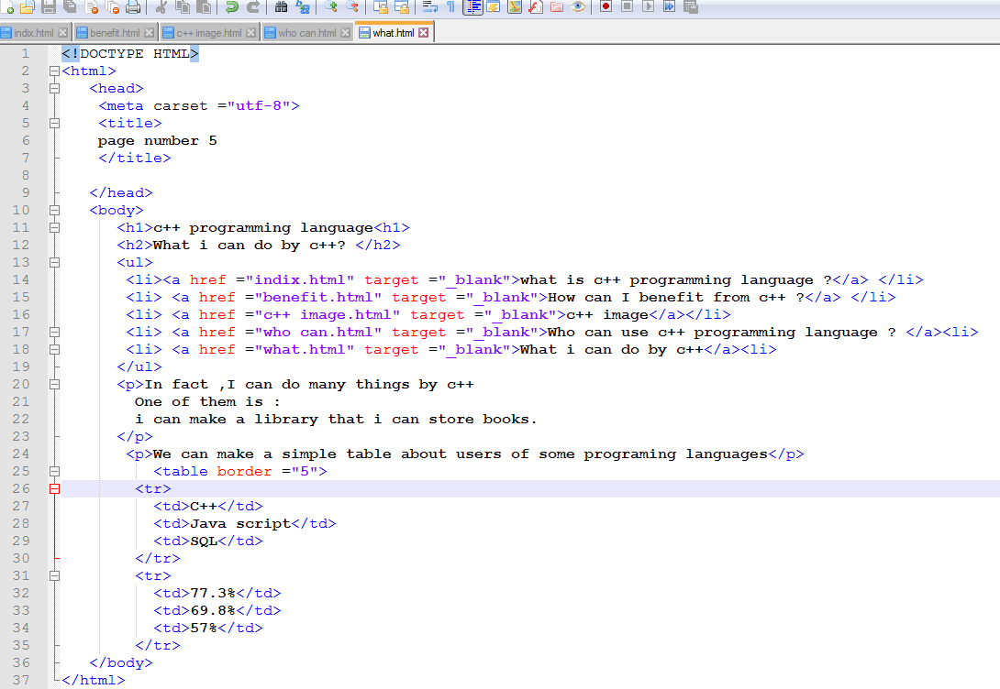 indix.html benefit.html c++ image.html who can.html what.html
1 <!DOCTYPE HTML>
2 <html>
3 <head>
4 <meta carset ="utf-8">
5 <title>
6 page number 5
7 </title>
8
9 </head>
10 <body>
11 <h1>c++ programming language<h1>
12 <h2>What i can do by c++? </h2>
13 <ul>
14 <li><a href ="indix.html" target ="_blank">what is c++ programming language ?</a> </li>
15 <li> <a href ="benefit.html" target ="_blank">How can I benefit from c++ ?</a> </li>
16 <li> <a href ="c++ image.html" target ="_blank">c++ image</a></li>
17 <li> <a href ="who can.html" target ="_blank">Who can use c++ programming language ? </a><li>
18 <li> <a href ="what.html" target ="_blank">What i can do by c++</a><li>
19 </ul>
20 <p>In fact ,I can do many things by c++
21 One of them is :
22 i can make a library that i can store books.
23 </p>
24 <p>We can make a simple table about users of some programing languages</p>
25 <table border ="5">
26 <tr>
27 <td>C++</td>
28 <td>Java script</td>
29 <td>SQL</td>
30 </tr>
31 <tr>
32 <td>77.3%</td>
33 <td>69.8%</td>
34 <td>57%</td>
35 </tr>
36 </body>
37 </html>